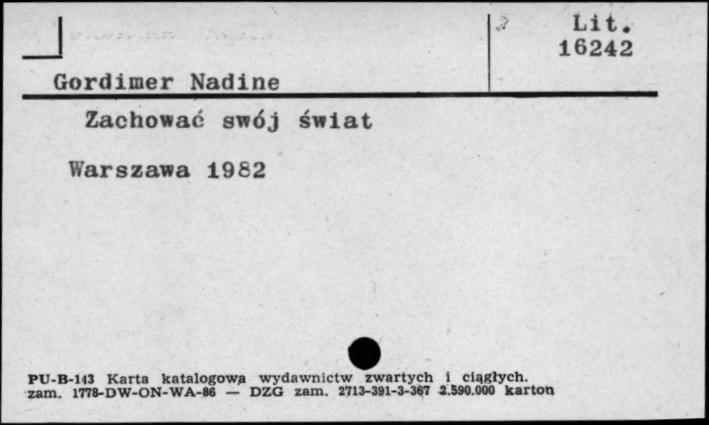 Lit.
16242
Gordimer Nadine
Zachować swój świat
Warszawa 1982
PU-B-143 Karta katalogowa wydawnictw zwartych i ciągłych.
zam. 1778-DW-ON-WA-86 — DZG zam. 2713-391-3-367 2.590.000 karton